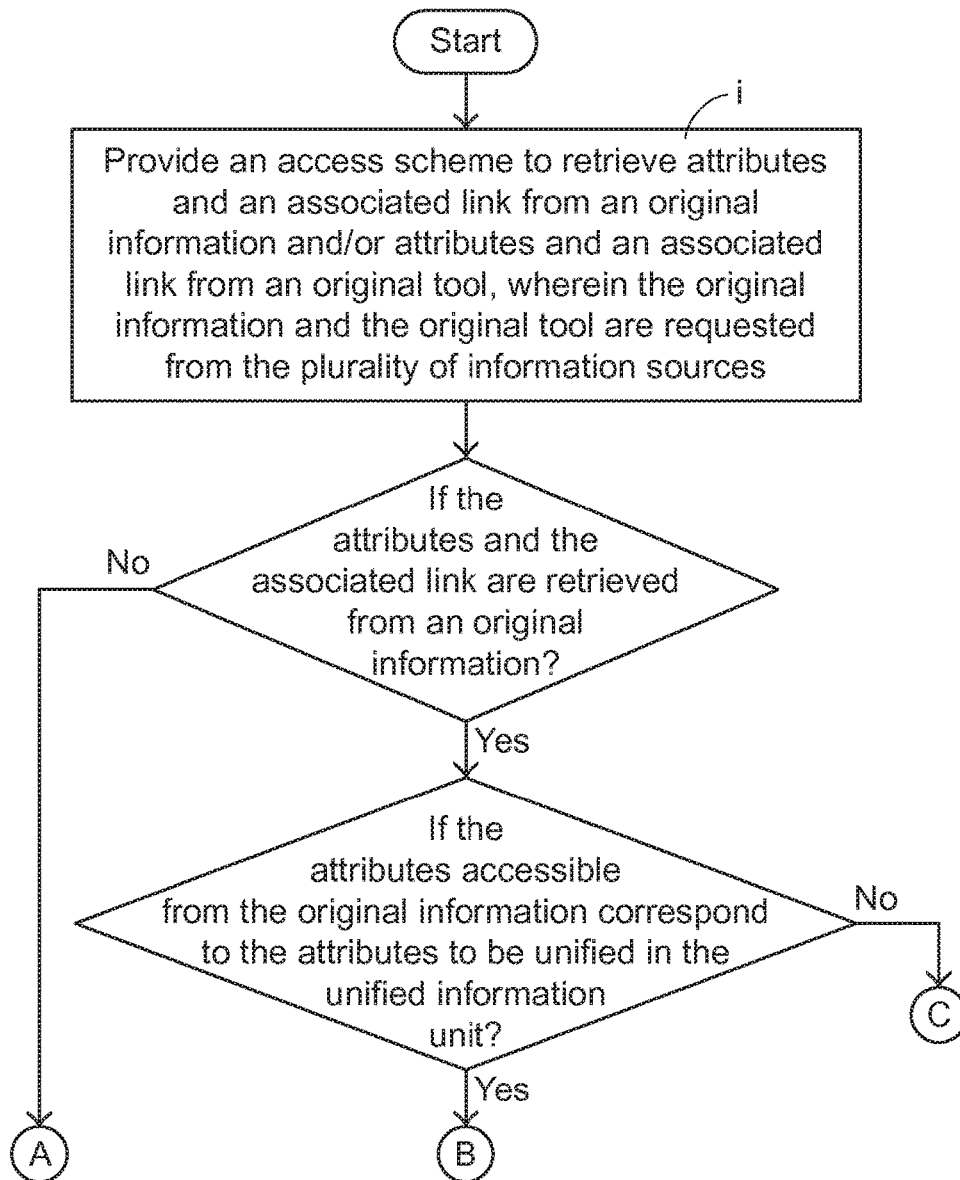 Start
i
Provide an access scheme to retrieve attributes
and an associated link from an original
information and/or attributes and an associated
link from an original tool, wherein the original
information and the original tool are requested
from the plurality of information sources
If the
attributes and the
associated link are retrieved
from an original
information?
No
Yes
If the
attributes accessible
from the original information correspond
to the attributes to be unified in the
unified information
unit?
No
C
Yes
A
B